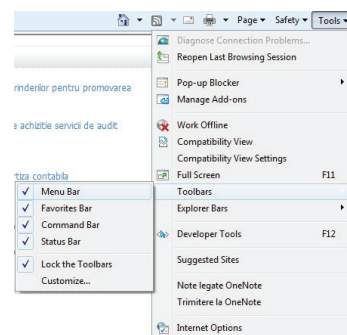 Page Safety Tools
Diagnose Connection Problems...
Reopen Last Browsing Session
Pop-up Blocker
Manage Add-ons
Work Offline
Compatibility View
Compatibility View Settings
Full Screen F11
Toolbars
Explorer Bars
Developer Tools F12
Suggested Sites
Note legate OneNote
Trimitere la OneNote
Internet Options
rinderilor pentru promovarea
e achizitie servicii de audit
rtiza contabila
Menu Bar
Favorites Bar
Command Bar
Status Bar
Lock the Toolbars
Customize...